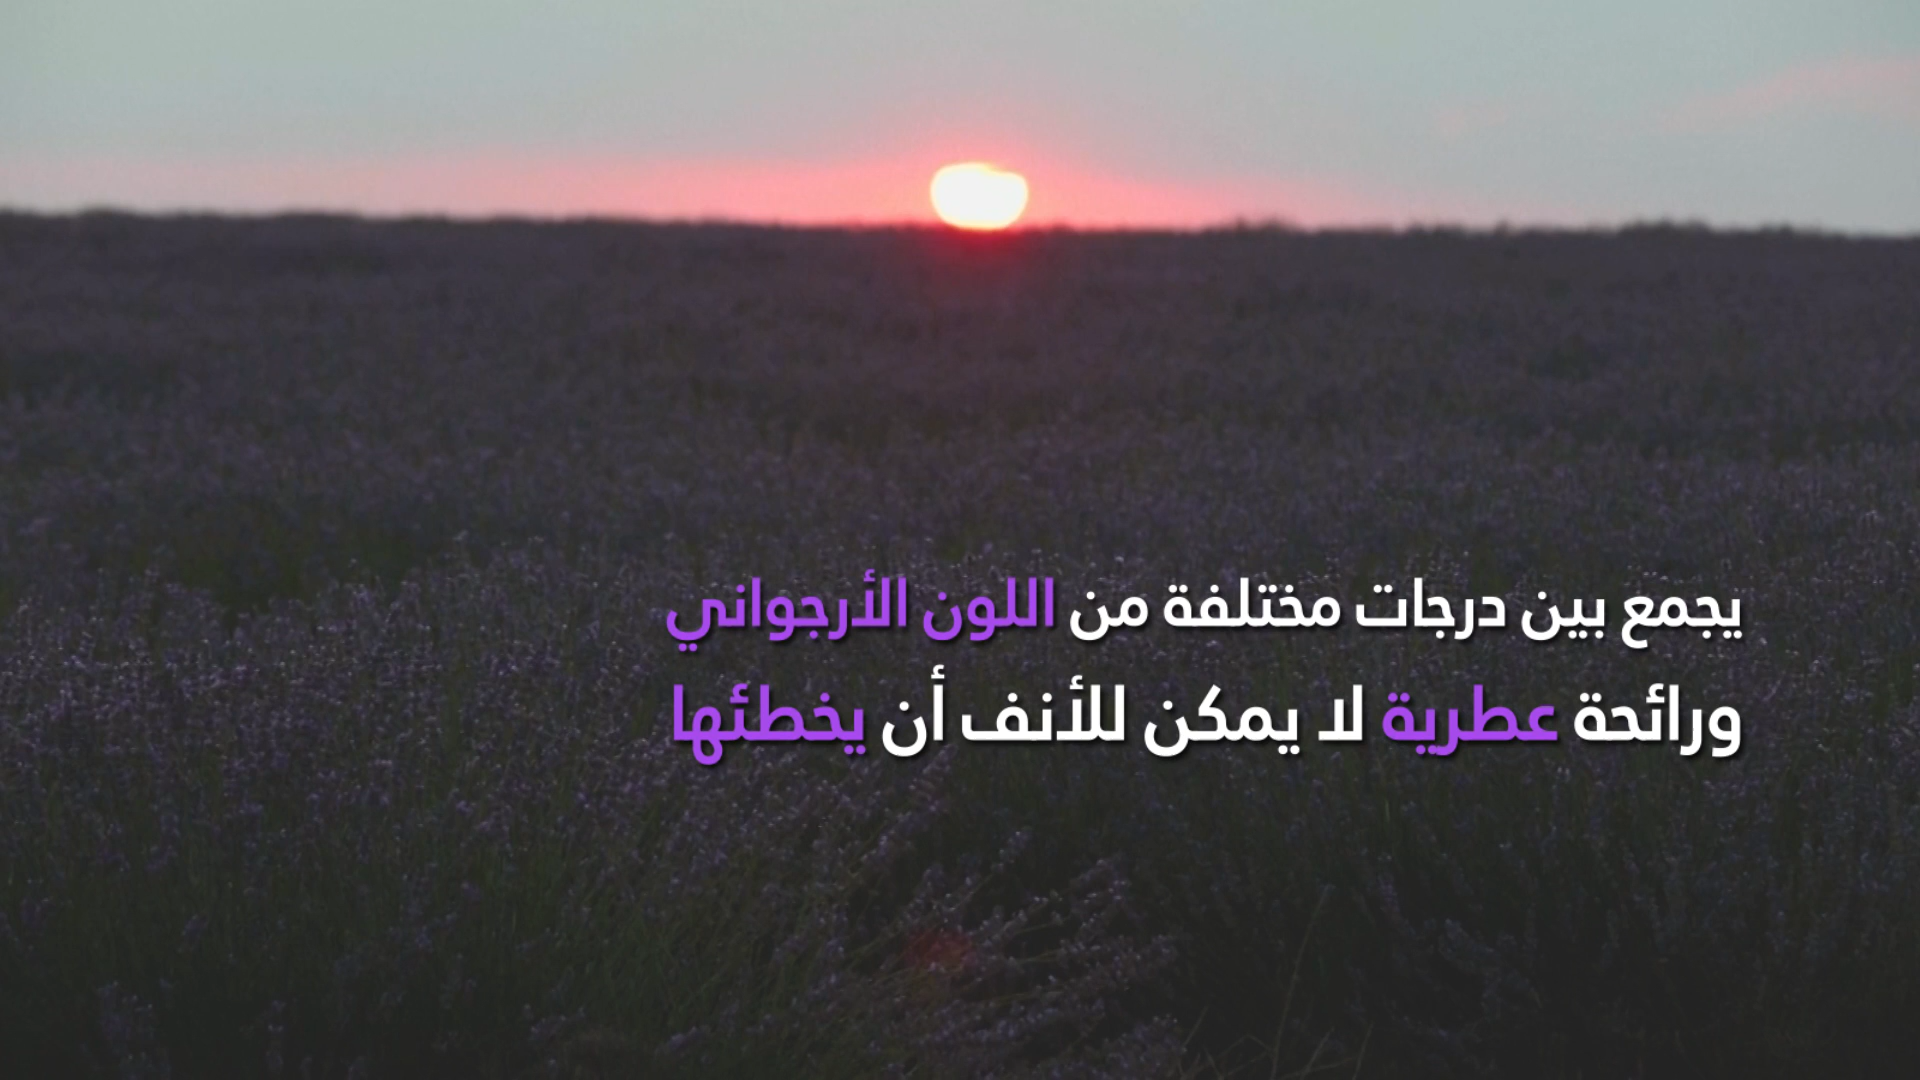 يجمع بين درجات مختلفة من اللون الأرجواني
ورائحة عطرية لا يمكن للأنف أن يخطئها